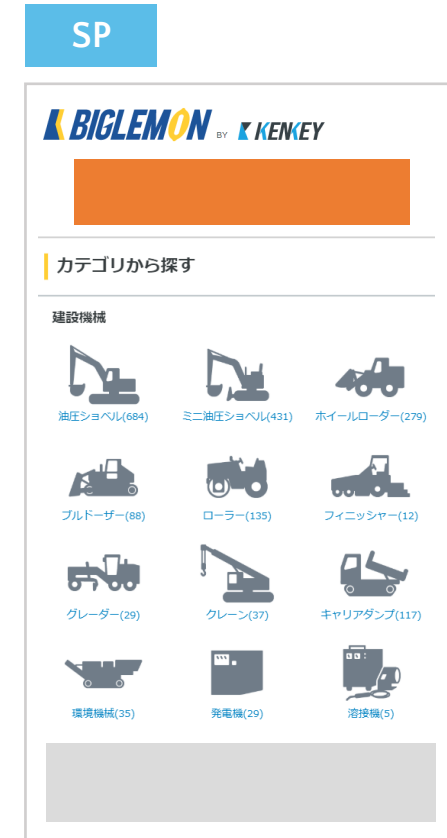 SP
BIGLEMON BY KENKEY
カテゴリから探す
建設機械
油圧ショベル(684) ミニ油圧ショベル(431) ホイールローダー(279)
ブルドーザー(88) ローラー(135) フィニッシャー(12)
グレーダー(29) クレーン(37) キャリアダンプ(117)
環境機械(35) 発電機(29) 溶接機(5)